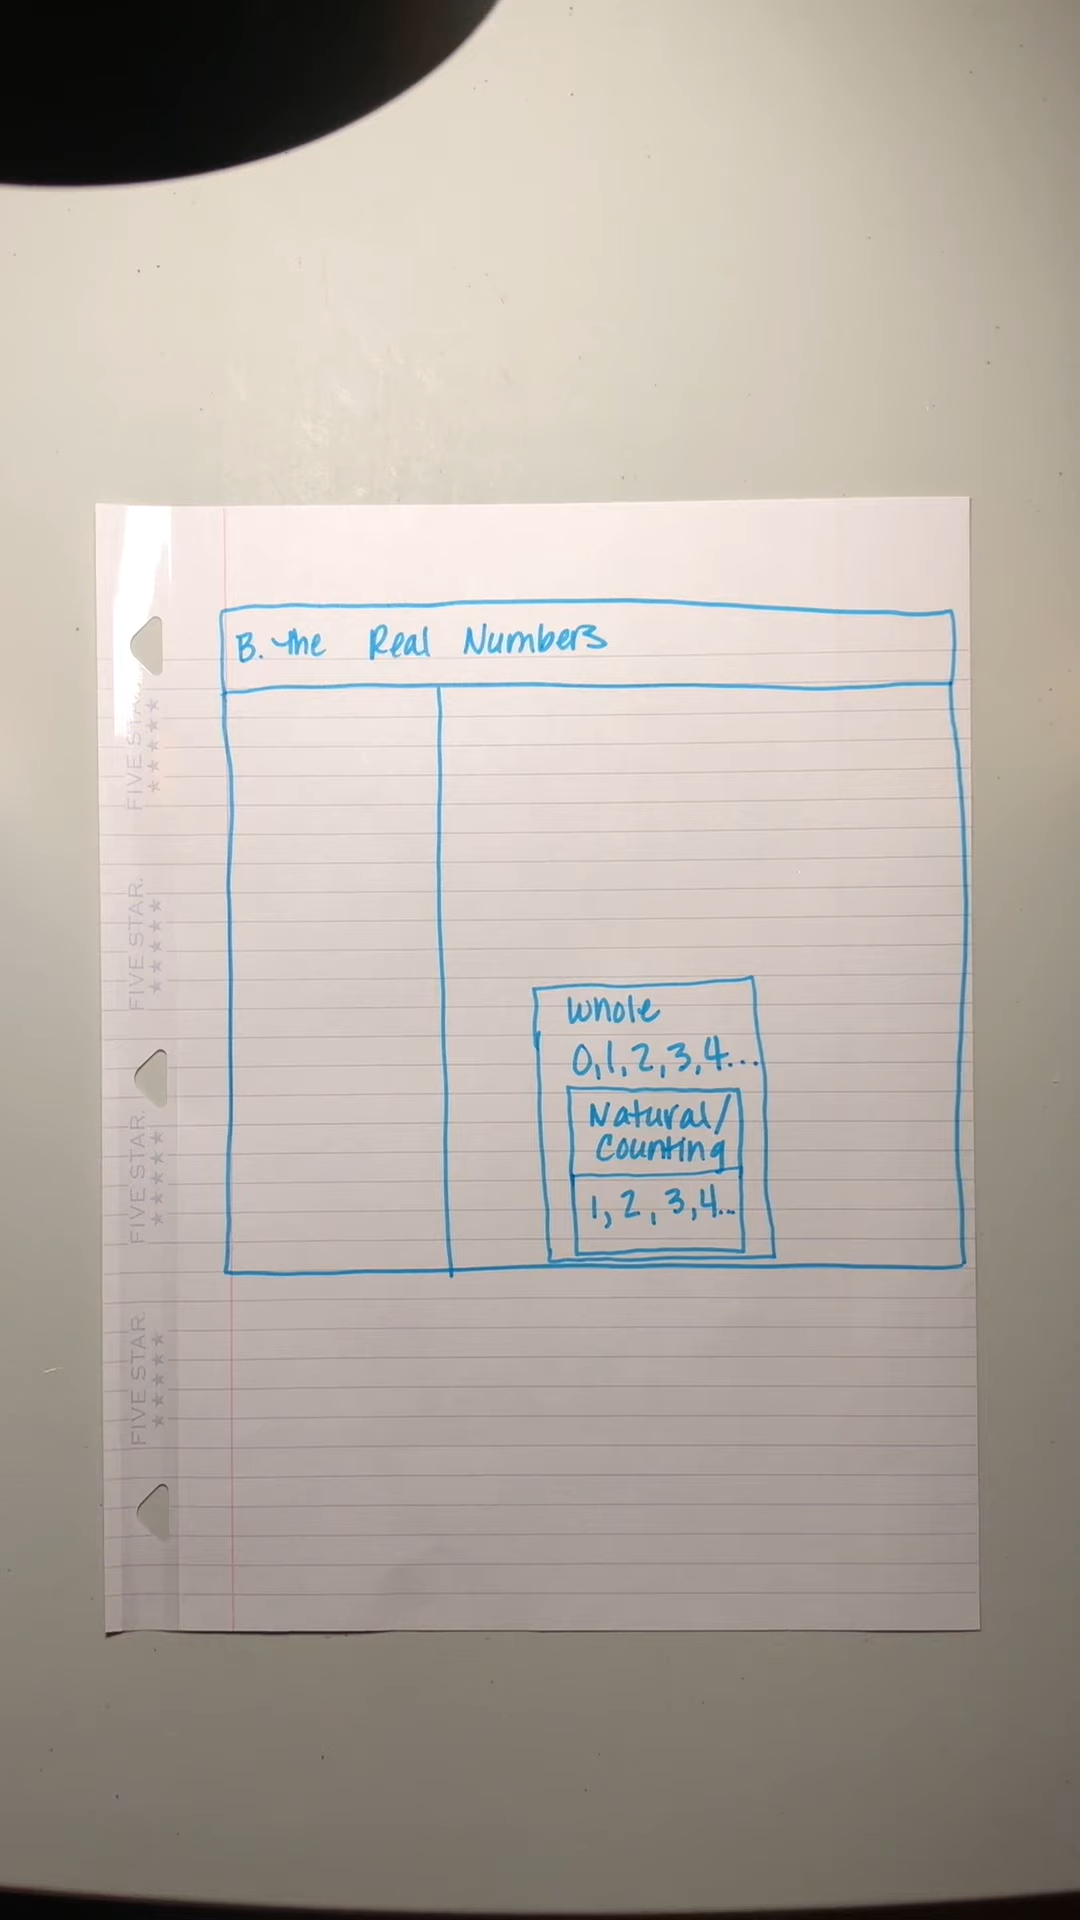 B. The Real Numbers
Whole
0, 1, 2, 3, 4...
Natural/
Counting
1, 2, 3, 4...
FIVE STAR.
★★★★★
FIVE STAR.
★★★★★
FIVE STAR.
★★★★★
FIVE STAR
★★★★★